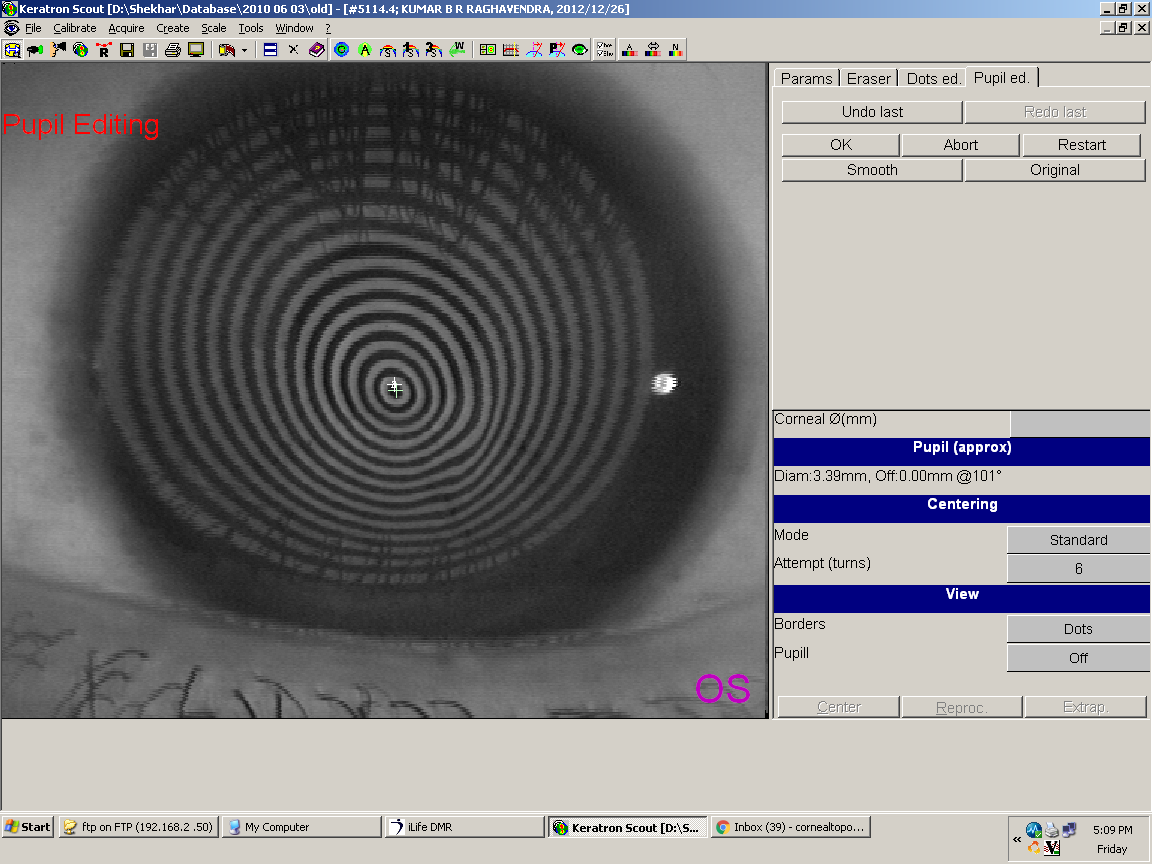 Keratron Scout [D:\Shekhar\Database\2010 06 03\old] - [#5114.4; KUMAR B R RAGHAVENDRA, 2012/12/26]
File Calibrate Acquire Create Scale Tools Window ?
Params Eraser Dots ed. Pupil ed.
Pupil Editing
Undo last Redo last
OK Abort Restart
Smooth Original
Corneal Ø(mm)
Pupil (approx)
Diam:3.39mm, Off:0.00mm @101°
Centering
Mode Standard
Attempt (turns) 6
View
Borders Dots
Pupill Off
OS
Center Reproc. Extrap.
Start ftp on FTP (192.168.2 .50) My Computer iLife DMR Keratron Scout [D:\S... Inbox (39) - cornealtopo... 5:09 PM
Friday